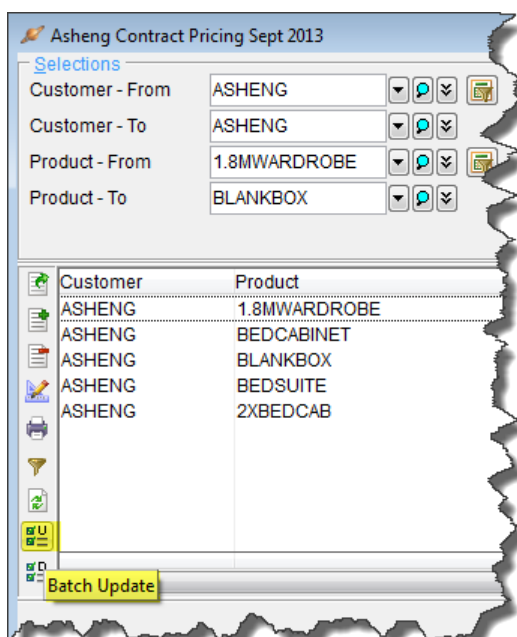 Asheng Contract Pricing Sept 2013
Selections
Customer - From ASHENG
Customer - To ASHENG
Product - From 1.8MWARDROBE
Product - To BLANKBOX
Customer Product
ASHENG 1.8MWARDROBE
ASHENG BEDCABINET
ASHENG BLANKBOX
ASHENG BEDSUITE
ASHENG 2XBEDCAB
U
D
Batch Update